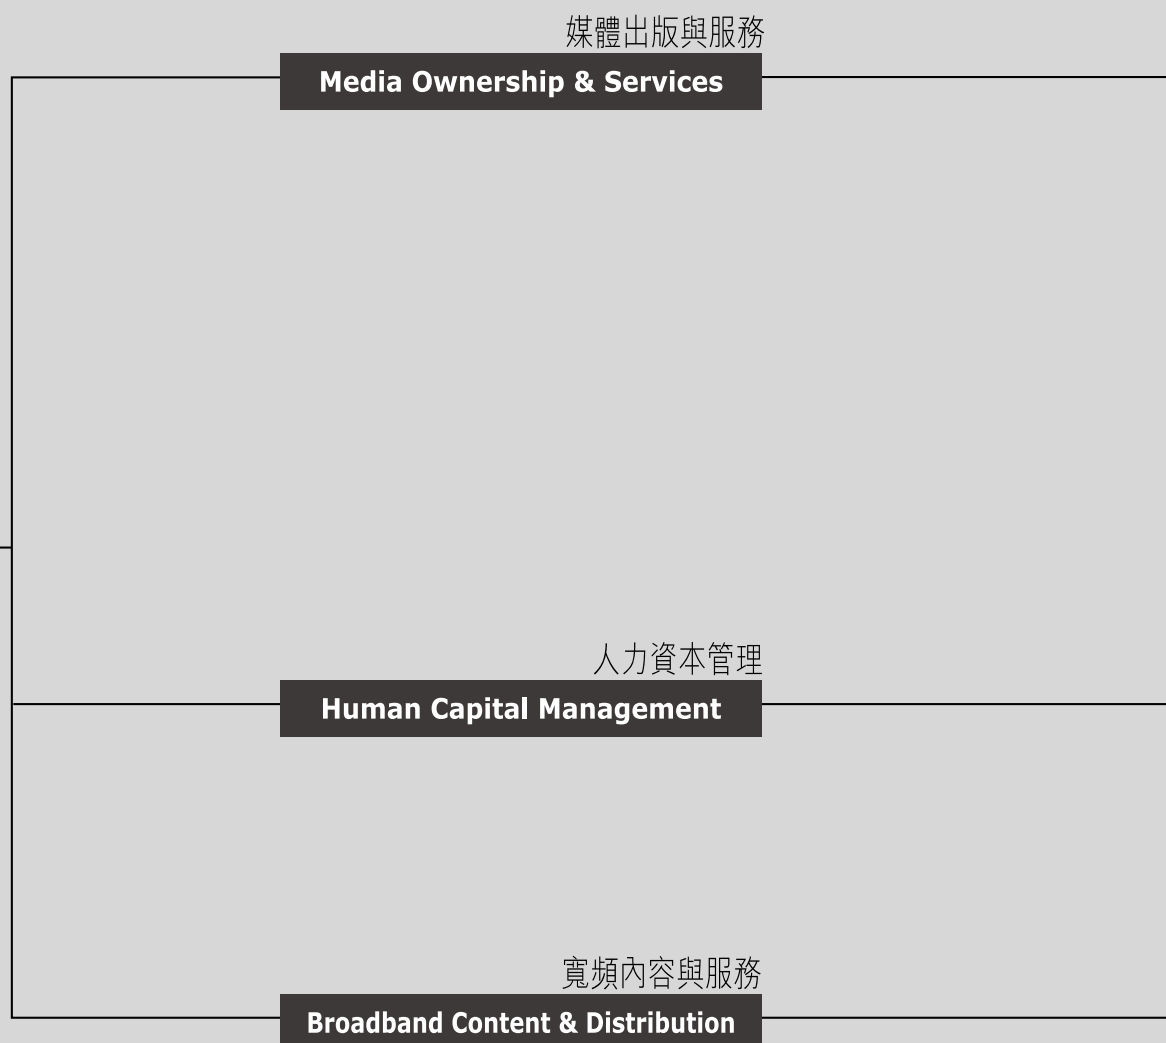 媒體出版與服務
Media Ownership & Services
人力資本管理
Human Capital Management
寬頻內容與服務
Broadband Content & Distribution